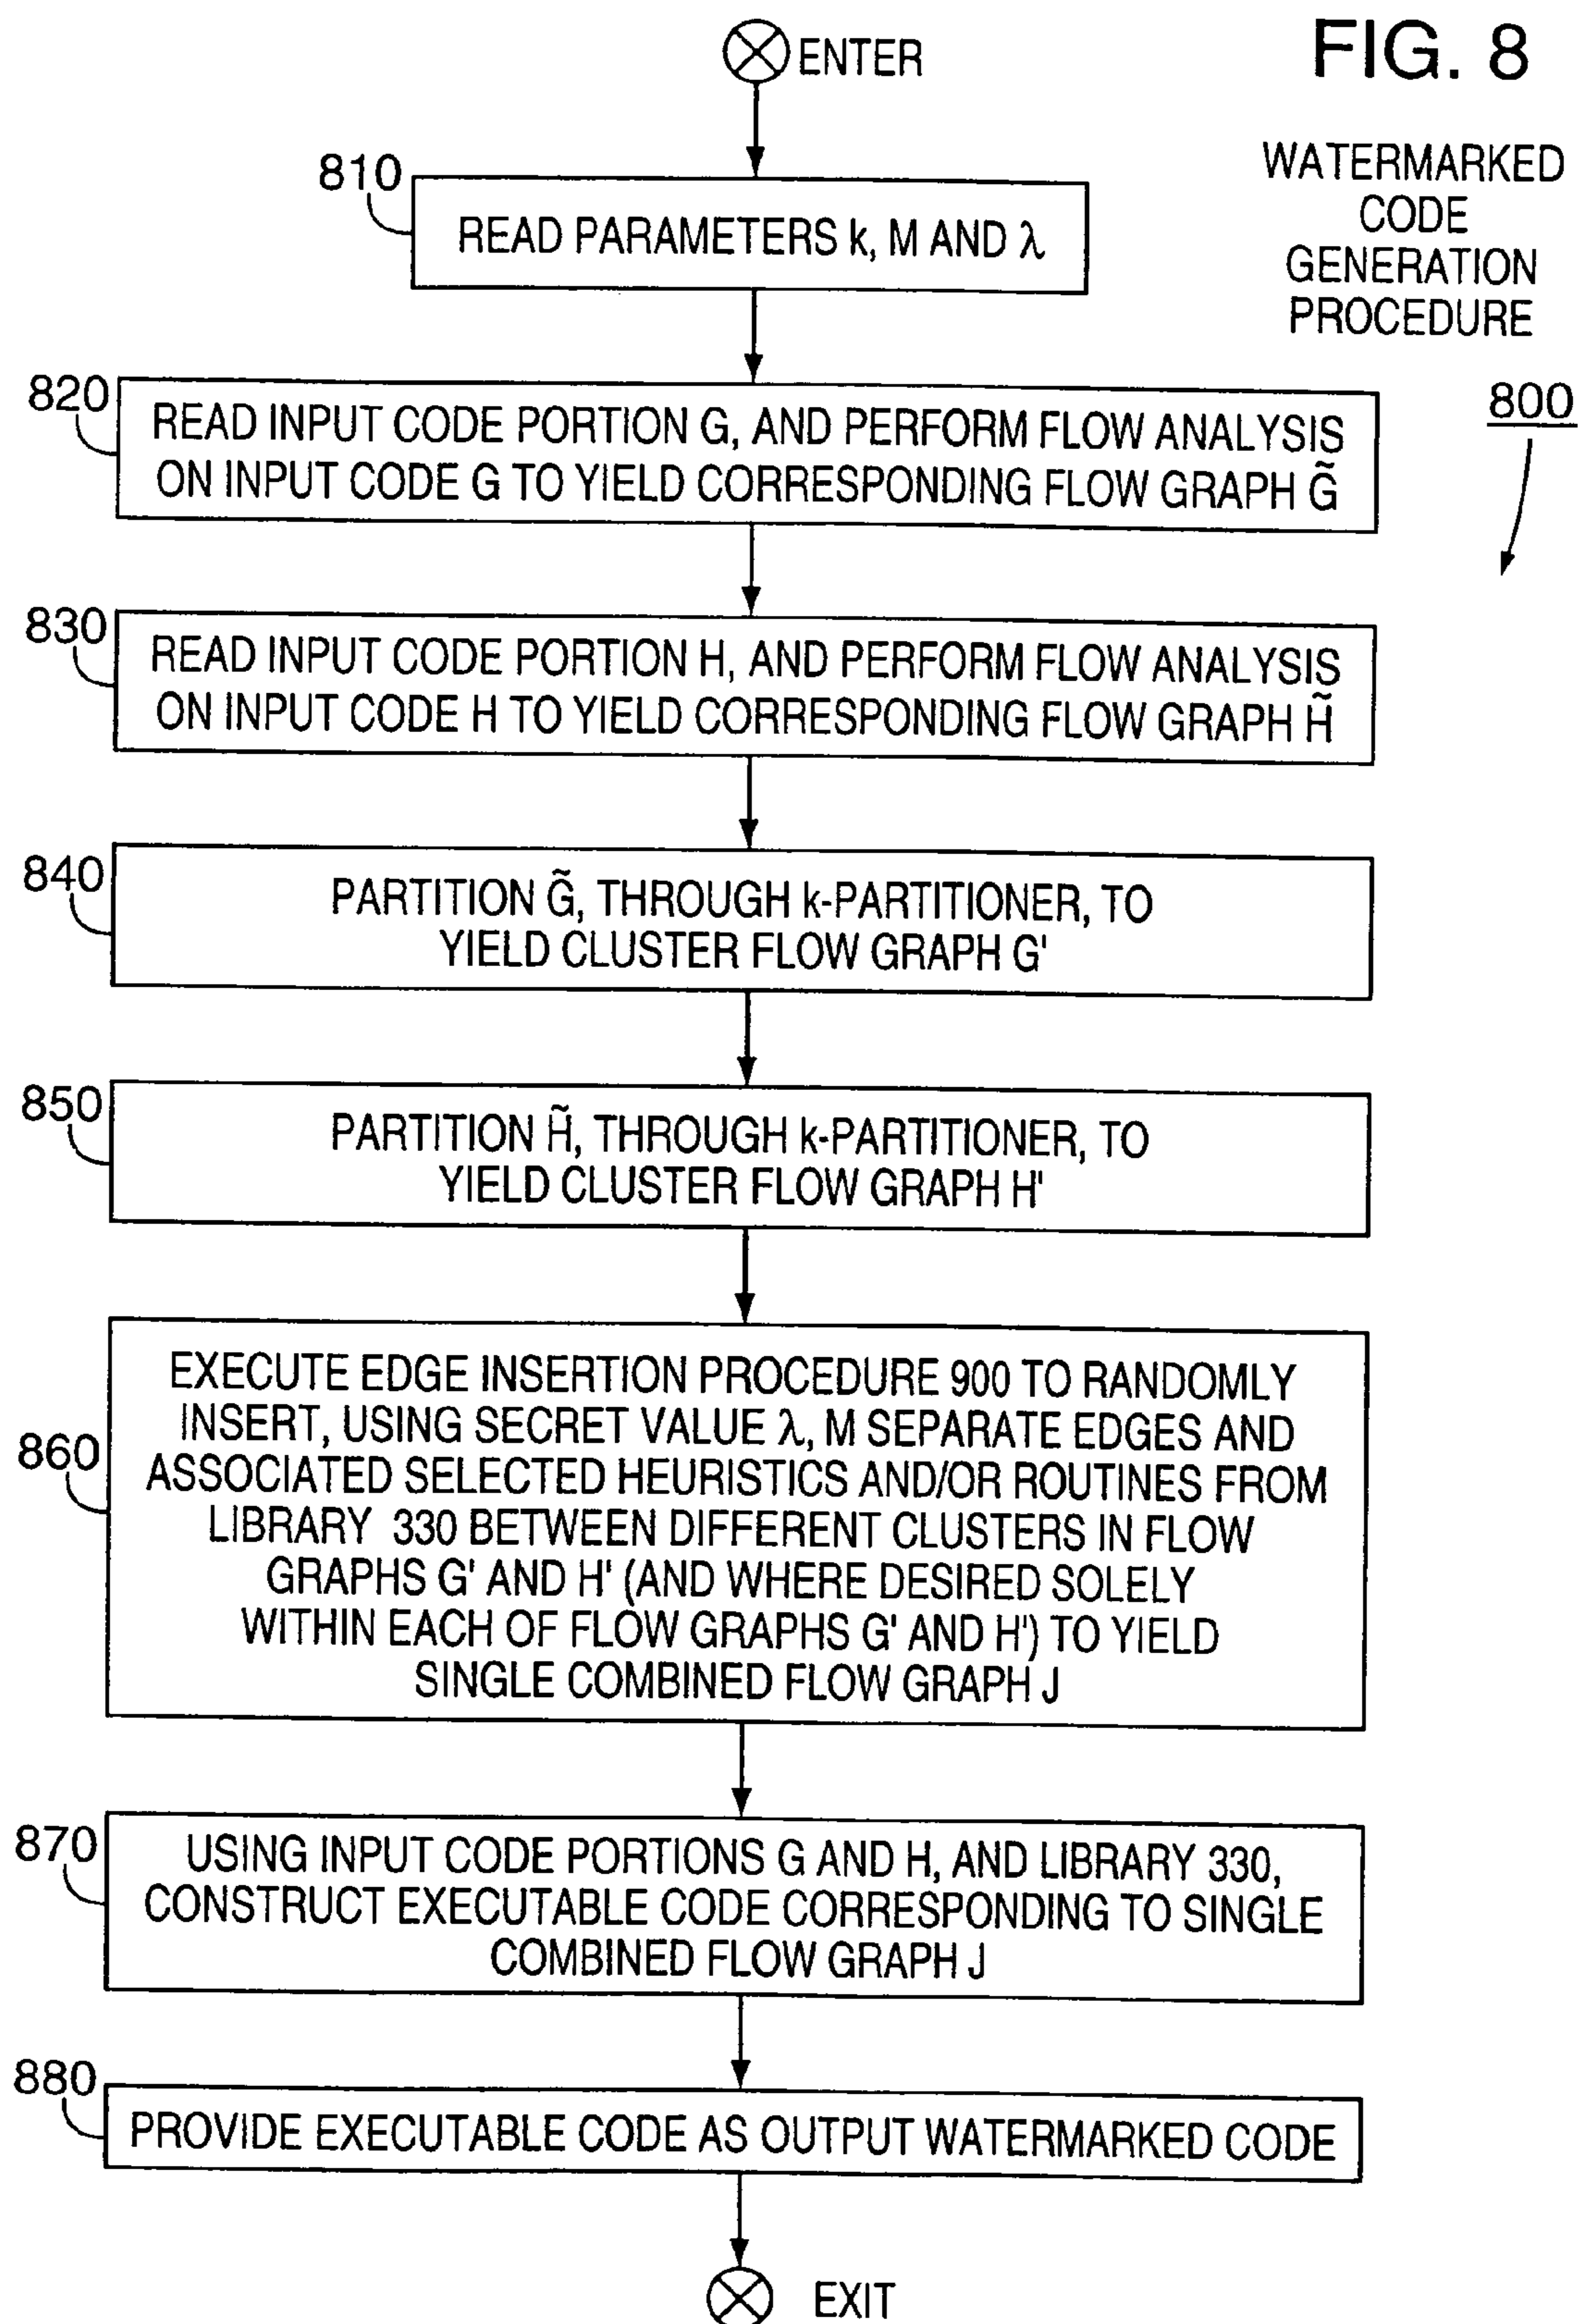 FIG. 8
WATERMARKED
CODE
GENERATION
PROCEDURE
800
ENTER
810
READ PARAMETERS k, M AND λ
820
READ INPUT CODE PORTION G, AND PERFORM FLOW ANALYSIS
ON INPUT CODE G TO YIELD CORRESPONDING FLOW GRAPH G̃
830
READ INPUT CODE PORTION H, AND PERFORM FLOW ANALYSIS
ON INPUT CODE H TO YIELD CORRESPONDING FLOW GRAPH H̃
840
PARTITION G̃, THROUGH k-PARTITIONER, TO
YIELD CLUSTER FLOW GRAPH G'
850
PARTITION H̃, THROUGH k-PARTITIONER, TO
YIELD CLUSTER FLOW GRAPH H'
860
EXECUTE EDGE INSERTION PROCEDURE 900 TO RANDOMLY
INSERT, USING SECRET VALUE λ, M SEPARATE EDGES AND
ASSOCIATED SELECTED HEURISTICS AND/OR ROUTINES FROM
LIBRARY 330 BETWEEN DIFFERENT CLUSTERS IN FLOW
GRAPHS G' AND H' (AND WHERE DESIRED SOLELY
WITHIN EACH OF FLOW GRAPHS G' AND H') TO YIELD
SINGLE COMBINED FLOW GRAPH J
870
USING INPUT CODE PORTIONS G AND H, AND LIBRARY 330,
CONSTRUCT EXECUTABLE CODE CORRESPONDING TO SINGLE
COMBINED FLOW GRAPH J
880
PROVIDE EXECUTABLE CODE AS OUTPUT WATERMARKED CODE
EXIT